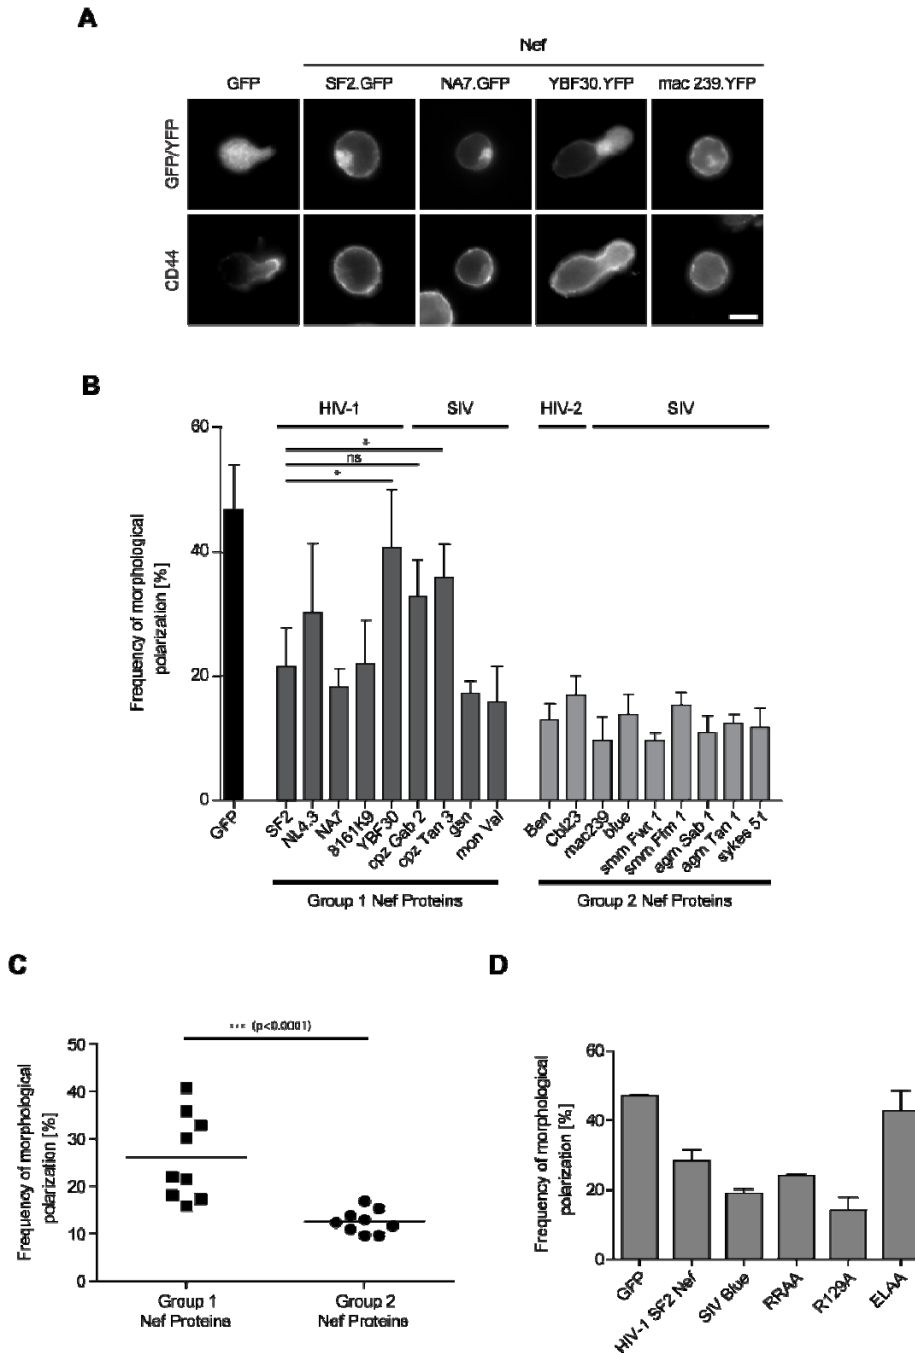 A
Nef
GFP SF2.GFP NA7.GFP YBF30.YFP mac 239.YFP
GFP/YFP
CD44
B
HIV-1 SIV HIV-2 SIV
60
*
ns
*
40
20
0
Frequency of morphological
polarization [%]
GFP SF2 NL4.3 NA7 8161K9 YBF30 cpz Gab 2 cpz Tan 3 gsn mon Val Ben Cbl23 mac239 blue smm Fwr 1 smm Ffm 1 agm Sab 1 agm Tan 1 sykes 51
Group 1 Nef Proteins Group 2 Nef Proteins
C
*** (p<0.0001)
50
40
30
20
10
0
Frequency of morphological
polarization [%]
Group 1 Group 2
Nef Proteins Nef Proteins
D
60
40
20
0
Frequency of morphological
polarization [%]
GFP HIV-1 SF2 Nef SIV Blue RRAA R129A ELAA